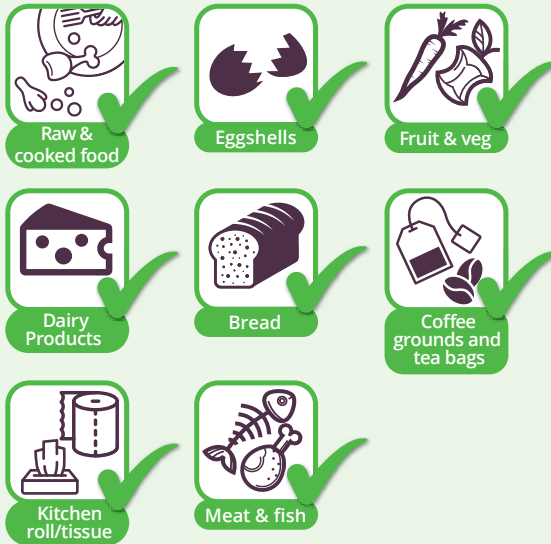 Raw &
cooked food
Eggshells
Fruit & veg
Dairy
Products
Bread
Coffee
grounds and
tea bags
Kitchen
roll/tissue
Meat & fish